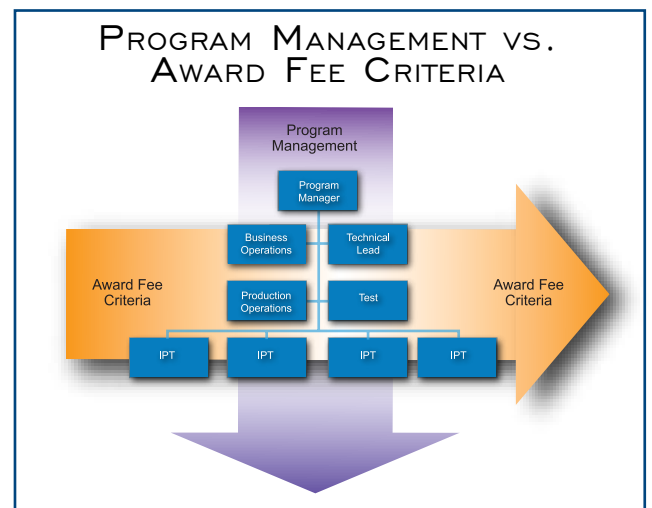 PROGRAM MANAGEMENT VS.
AWARD FEE CRITERIA
Program
Management
Program
Manager
Business
Operations
Technical
Lead
Award Fee
Criteria
Award Fee
Criteria
Production
Operations
Test
IPT
IPT
IPT
IPT